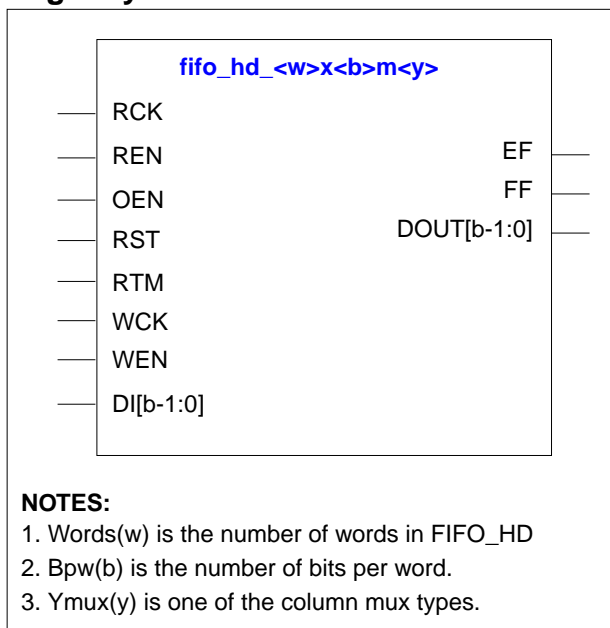 fifo_hd_<w>x<b>m<y>
RCK
REN
OEN
RST
RTM
WCK
WEN
DI[b-1:0]
EF
FF
DOUT[b-1:0]
NOTES:
1. Words(w) is the number of words in FIFO_HD
2. Bpw(b) is the number of bits per word.
3. Ymux(y) is one of the column mux types.